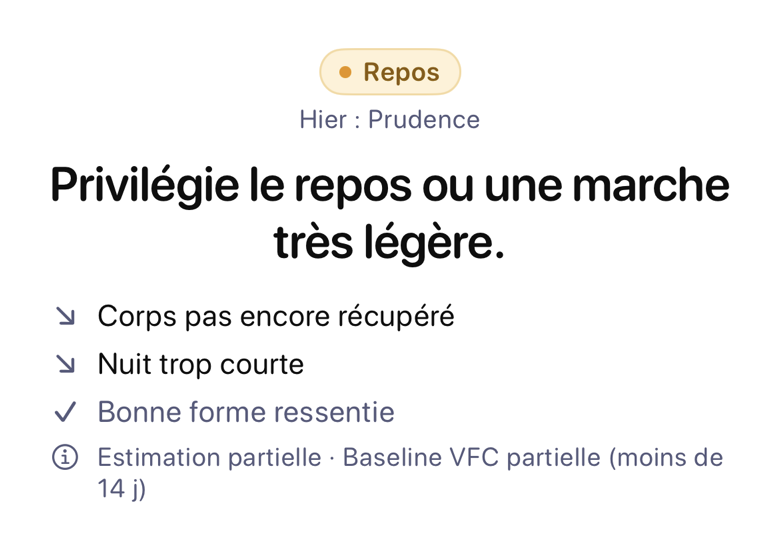 Repos
Hier : Prudence
Privilégie le repos ou une marche
très légère.
Corps pas encore récupéré
Nuit trop courte
Bonne forme ressentie
Estimation partielle · Baseline VFC partielle (moins de
14 j)